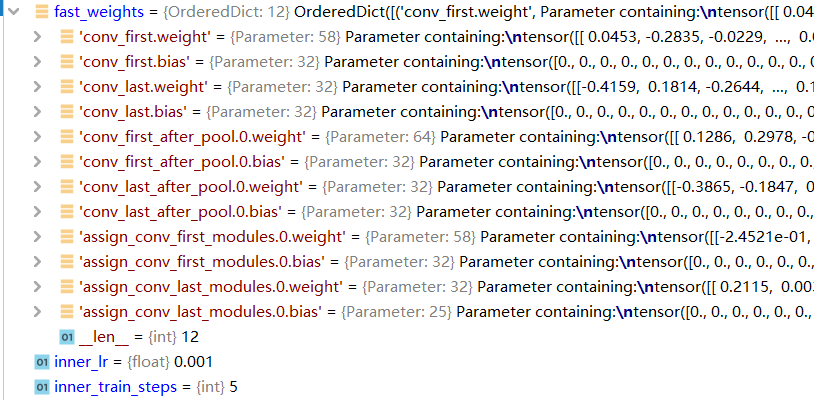 fast_weights = {OrderedDict: 12} OrderedDict([('conv_first.weight', Parameter containing:\ntensor([[ 0.04
'conv_first.weight' = {Parameter: 58} Parameter containing:\ntensor([[ 0.0453, -0.2835, -0.0229, ..., 0.0
'conv_first.bias' = {Parameter: 32} Parameter containing:\ntensor([0., 0., 0., 0., 0., 0., 0., 0., 0., 0., 0., 0., 0
'conv_last.weight' = {Parameter: 32} Parameter containing:\ntensor([[-0.4159, 0.1814, -0.2644, ..., 0.1
'conv_last.bias' = {Parameter: 32} Parameter containing:\ntensor([0., 0., 0., 0., 0., 0., 0., 0., 0., 0., 0., 0., 0
'conv_first_after_pool.0.weight' = {Parameter: 64} Parameter containing:\ntensor([[ 0.1286, 0.2978, -0
'conv_first_after_pool.0.bias' = {Parameter: 32} Parameter containing:\ntensor([0., 0., 0., 0., 0., 0., 0.,
'conv_last_after_pool.0.weight' = {Parameter: 32} Parameter containing:\ntensor([[-0.3865, -0.1847, 0
'conv_last_after_pool.0.bias' = {Parameter: 32} Parameter containing:\ntensor([0., 0., 0., 0., 0., 0., 0., 0
'assign_conv_first_modules.0.weight' = {Parameter: 58} Parameter containing:\ntensor([[-2.4521e-01,
'assign_conv_first_modules.0.bias' = {Parameter: 32} Parameter containing:\ntensor([0., 0., 0., 0., 0.,
'assign_conv_last_modules.0.weight' = {Parameter: 32} Parameter containing:\ntensor([[ 0.2115, 0.003
'assign_conv_last_modules.0.bias' = {Parameter: 25} Parameter containing:\ntensor([0., 0., 0., 0., 0.,
01 __len__ = {int} 12
01 inner_lr = {float} 0.001
01 inner_train_steps = {int} 5